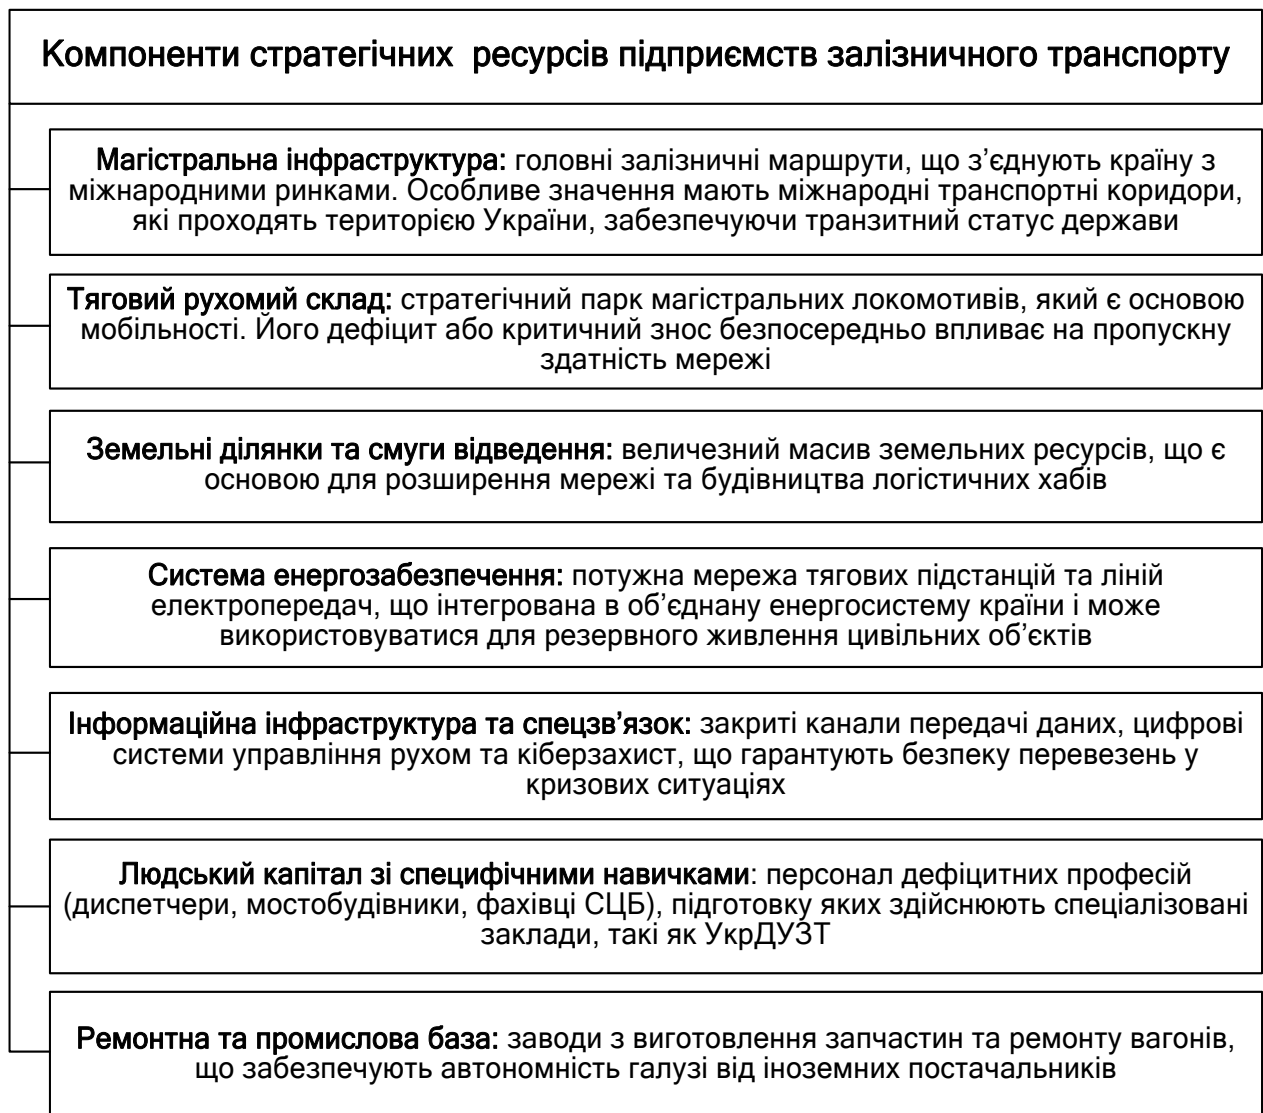 Компоненти стратегічних ресурсів підприємств залізничного транспорту
Магістральна інфраструктура: головні залізничні маршрути, що з’єднують країну з
міжнародними ринками. Особливе значення мають міжнародні транспортні коридори,
які проходять територією України, забезпечуючи транзитний статус держави
Тяговий рухомий склад: стратегічний парк магістральних локомотивів, який є основою
мобільності. Його дефіцит або критичний знос безпосередньо впливає на пропускну
здатність мережі
Земельні ділянки та смуги відведення: величезний масив земельних ресурсів, що є
основою для розширення мережі та будівництва логістичних хабів
Система енергозабезпечення: потужна мережа тягових підстанцій та ліній
електропередач, що інтегрована в об’єднану енергосистему країни і може
використовуватися для резервного живлення цивільних об’єктів
Інформаційна інфраструктура та спецзв'язок: закриті канали передачі даних, цифрові
системи управління рухом та кіберзахист, що гарантують безпеку перевезень у
кризових ситуаціях
Людський капітал зі специфічними навичками: персонал дефіцитних професій
(диспетчери, мостобудівники, фахівці СЦБ), підготовку яких здійснюють спеціалізовані
заклади, такі як УкрДУЗТ
Ремонтна та промислова база: заводи з виготовлення запчастин та ремонту вагонів,
що забезпечують автономність галузі від іноземних постачальників